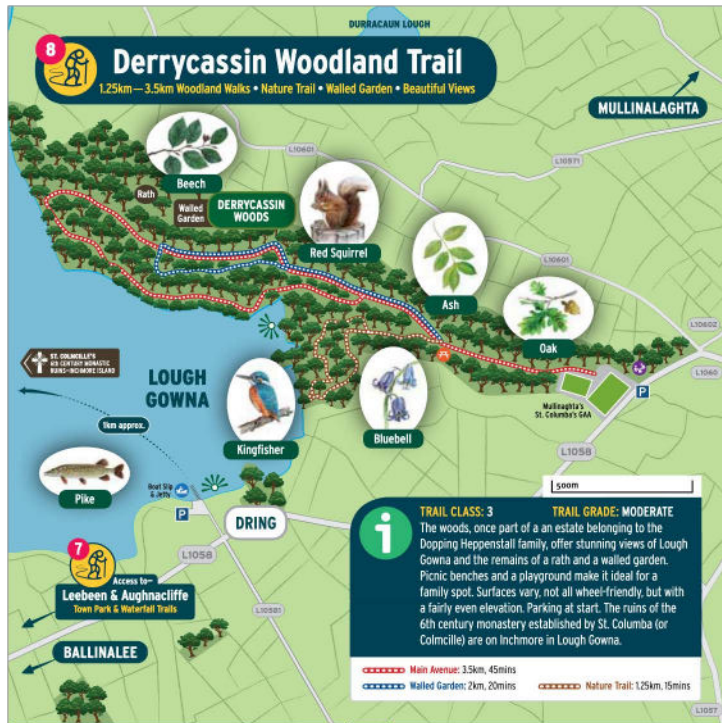 DURRACAUN LOUGH
8
Derrycassin Woodland Trail
1.25km—3.5km Woodland Walks • Nature Trail • Walled Garden • Beautiful Views
MULLINALAGHTA
L10601
L10571
Beech
Rath
Walled
Garden
DERRYCASSIN
WOODS
Red Squirrel
Ash
L10601
Oak
L10602
L1060
P
Mullinaghta's
St. Columba's GAA
L1058
ST. COLMCILLE'S
6TH CENTURY MONASTIC
RUINS–INCHMORE ISLAND
LOUGH
GOWNA
Kingfisher
Bluebell
1km approx.
Pike
Boat Slip
& Jetty
P
DRING
500m
7
Access to—
Leebeen & Aughnacliffe
Town Park & Waterfall Trails
L1058
L10581
BALLINALEE
i
TRAIL CLASS: 3 TRAIL GRADE: MODERATE
The woods, once part of a an estate belonging to the
Dopping Heppenstall family, offer stunning views of Lough
Gowna and the remains of a rath and a walled garden.
Picnic benches and a playground make it ideal for a
family spot. Surfaces vary, not all wheel-friendly, but with
a fairly even elevation. Parking at start. The ruins of the
6th century monastery established by St. Columba (or
Colmcille) are on Inchmore in Lough Gowna.
Main Avenue: 3.5km, 45mins
Walled Garden: 2km, 20mins
Nature Trail: 1.25km, 15mins
L1057